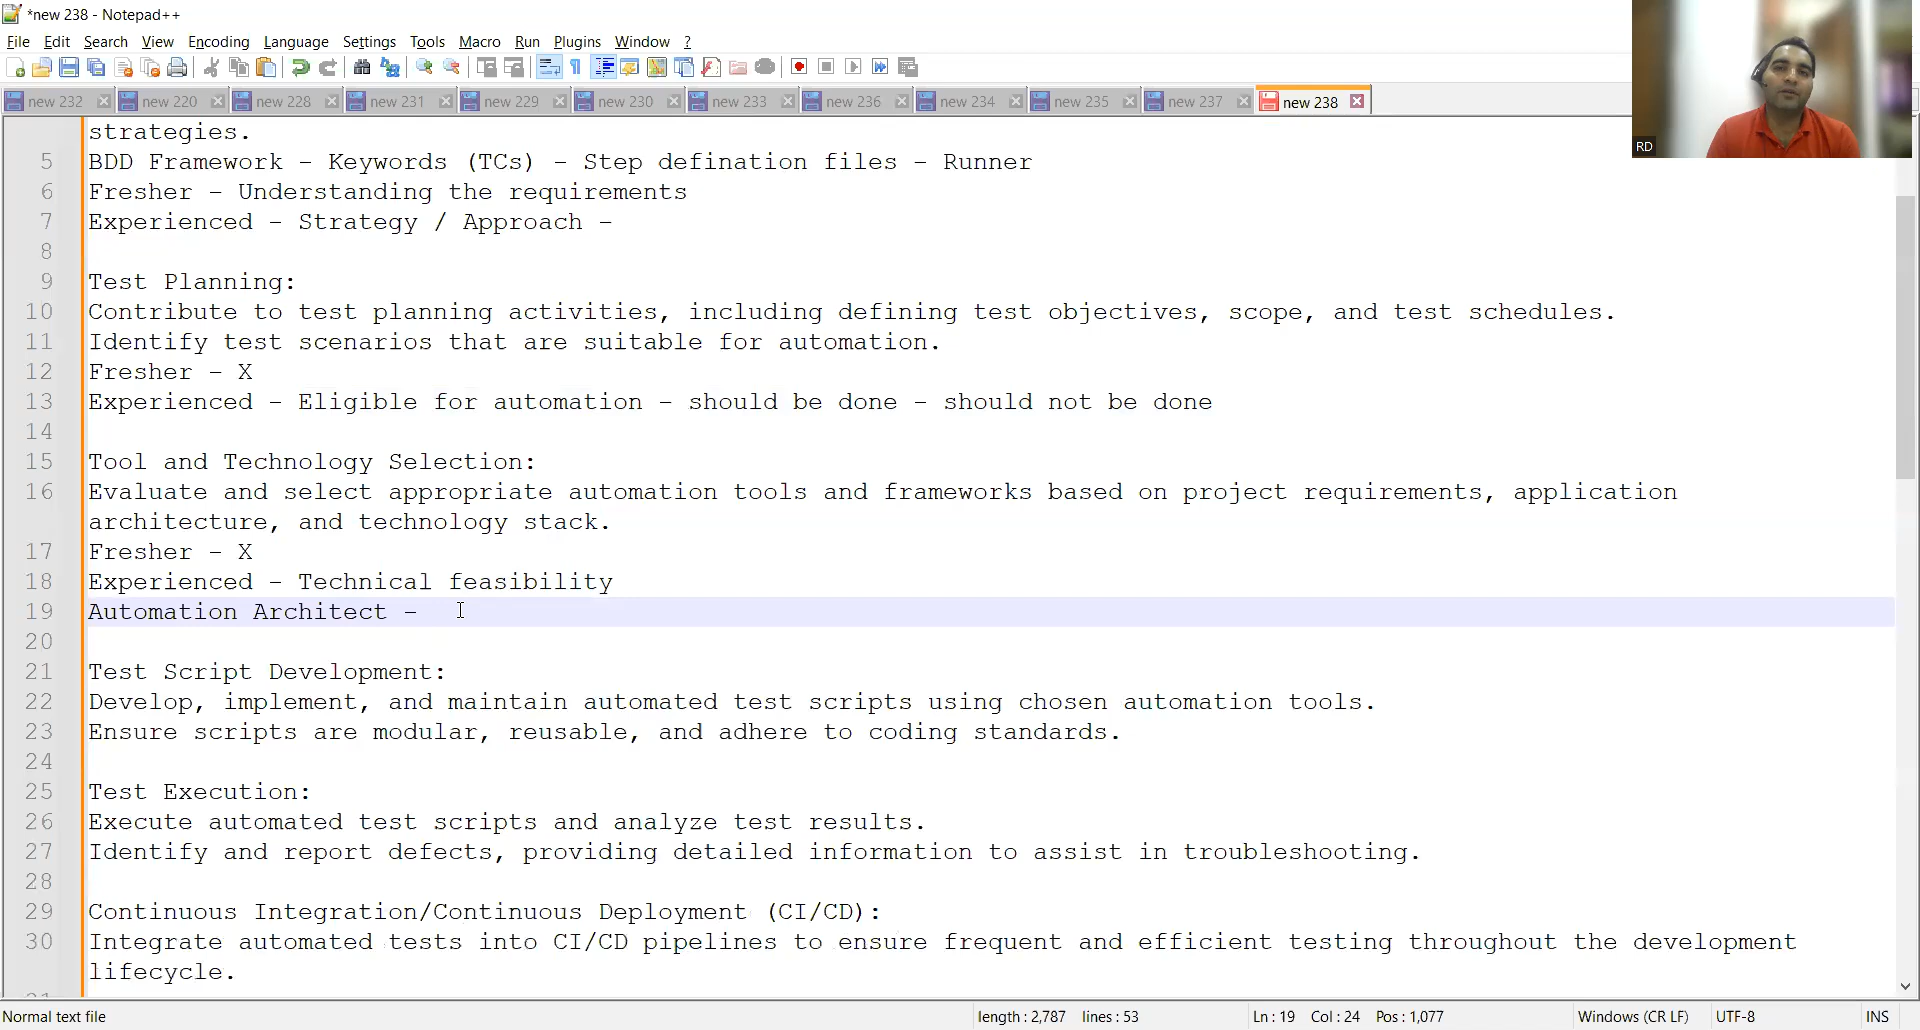 *new 238 - Notepad++
File Edit Search View Encoding Language Settings Tools Macro Run Plugins Window ?
new 232 new 220 new 228 new 231 new 229 new 230 new 233 new 236 new 234 new 235 new 237 new 238
RD
strategies.
5 BDD Framework - Keywords (TCs) - Step defination files - Runner
6 Fresher - Understanding the requirements
7 Experienced - Strategy / Approach -
8
9 Test Planning:
10 Contribute to test planning activities, including defining test objectives, scope, and test schedules.
11 Identify test scenarios that are suitable for automation.
12 Fresher - X
13 Experienced - Eligible for automation - should be done - should not be done
14
15 Tool and Technology Selection:
16 Evaluate and select appropriate automation tools and frameworks based on project requirements, application
architecture, and technology stack.
17 Fresher - X
18 Experienced - Technical feasibility
19 Automation Architect -
20
21 Test Script Development:
22 Develop, implement, and maintain automated test scripts using chosen automation tools.
23 Ensure scripts are modular, reusable, and adhere to coding standards.
24
25 Test Execution:
26 Execute automated test scripts and analyze test results.
27 Identify and report defects, providing detailed information to assist in troubleshooting.
28
29 Continuous Integration/Continuous Deployment (CI/CD):
30 Integrate automated tests into CI/CD pipelines to ensure frequent and efficient testing throughout the development
lifecycle.
Normal text file length : 2,787 lines : 53 Ln : 19 Col : 24 Pos : 1,077 Windows (CR LF) UTF-8 INS